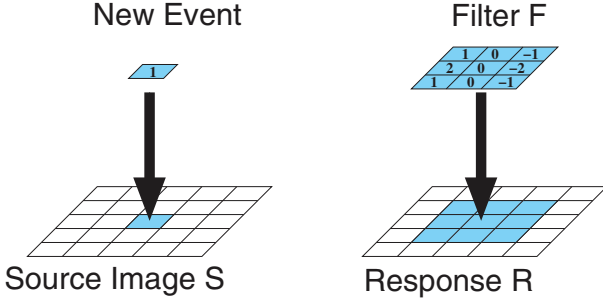 New Event
Filter F
1
1 0 −1
2 0 −2
1 0 −1
Source Image S
Response R